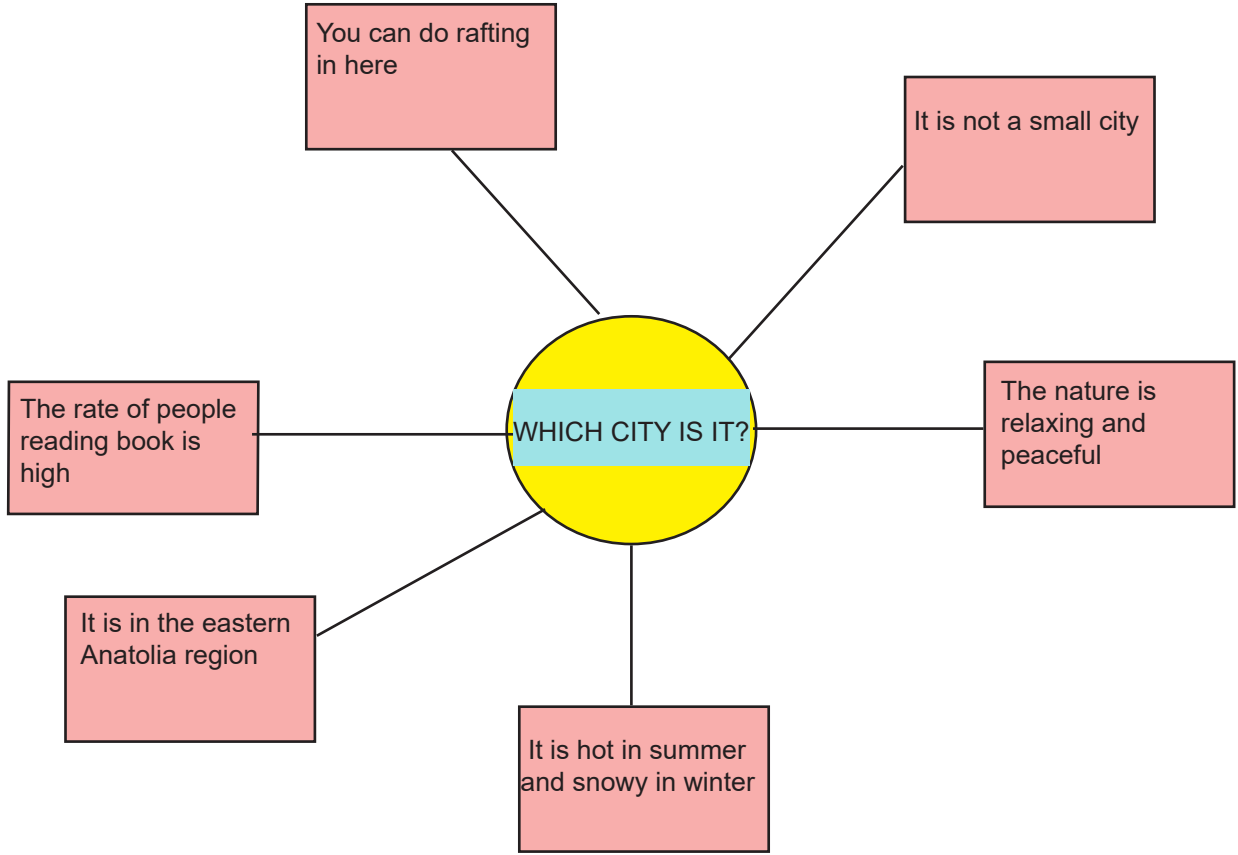 You can do rafting
in here
It is not a small city
The rate of people
reading book is
high
WHICH CITY IS IT?
The nature is
relaxing and
peaceful
It is in the eastern
Anatolia region
It is hot in summer
and snowy in winter